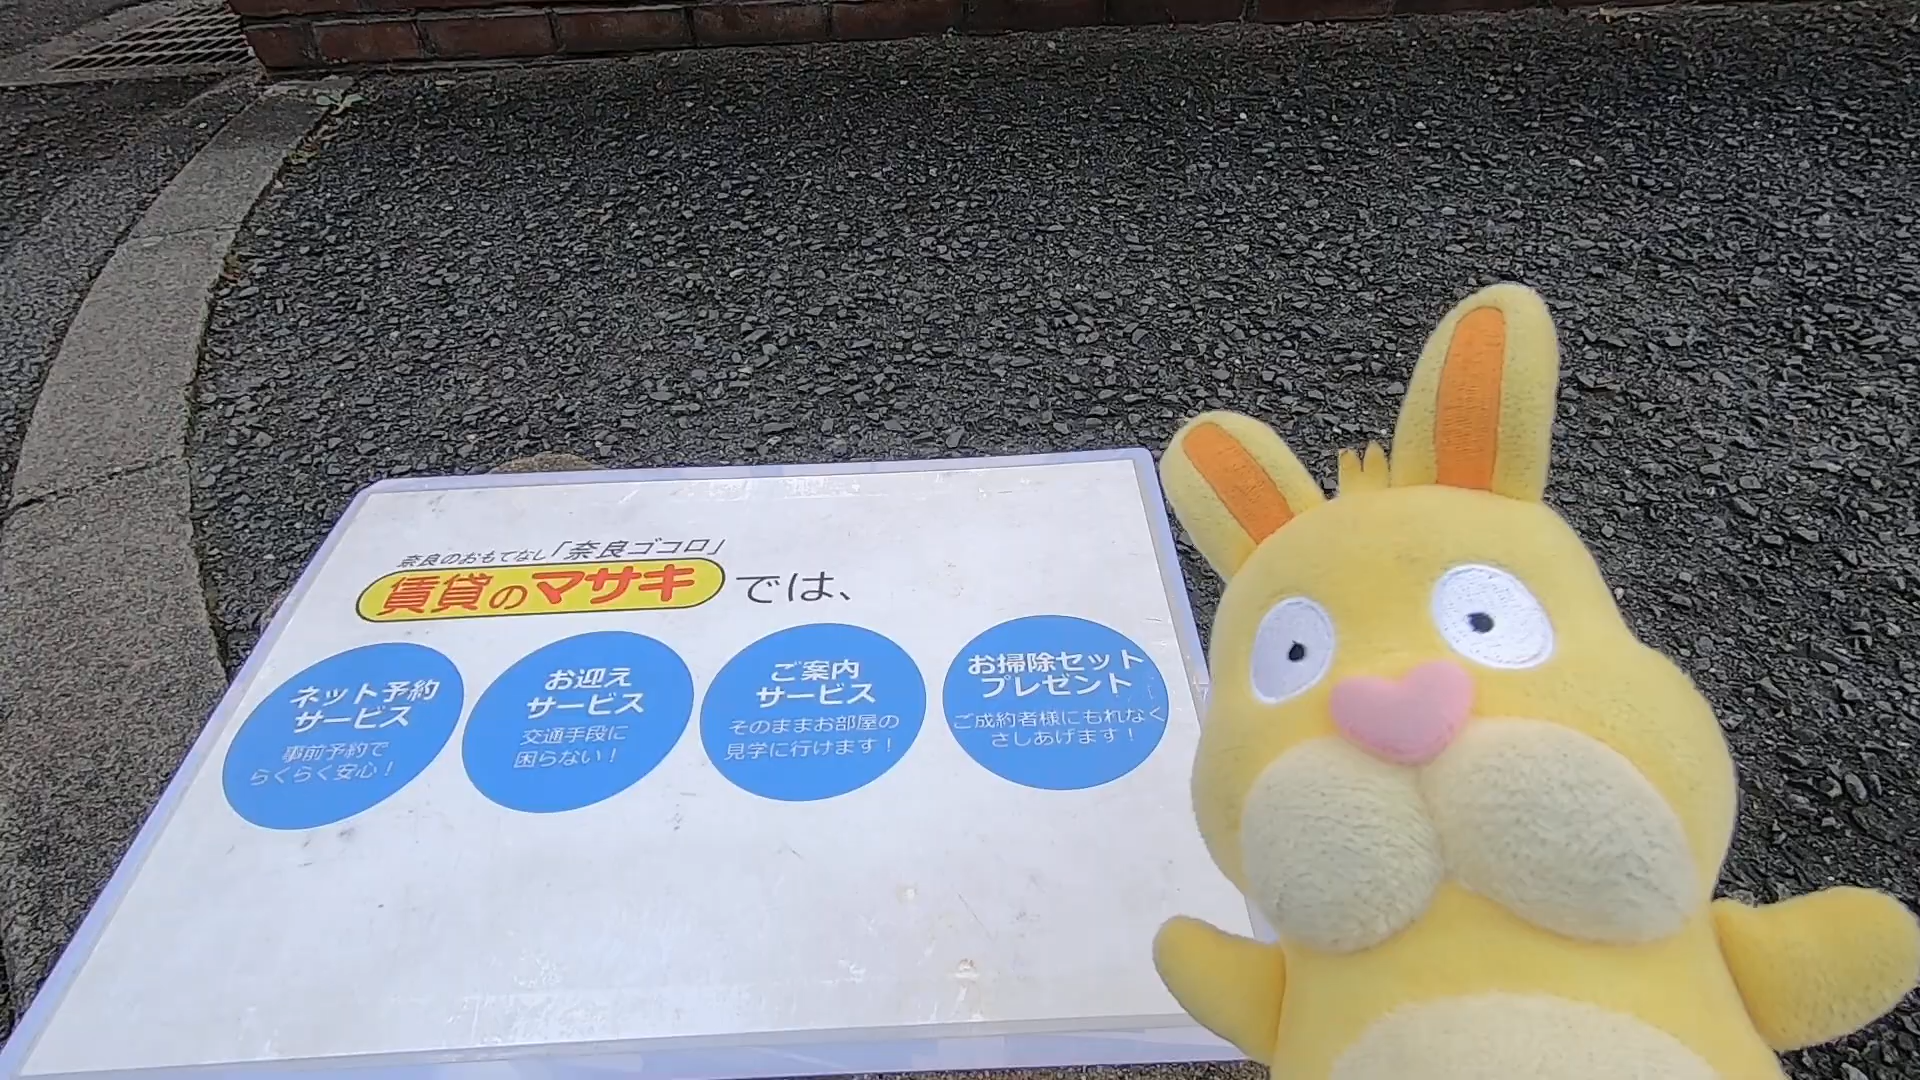 奈良のおもてなし「奈良ゴコロ」
賃貸のマサキでは、
ネット予約
サービス
事前予約で
らくらく安心！
お迎え
サービス
交通手段に
困らない！
ご案内
サービス
そのままお部屋の
見学に行けます！
お掃除セット
プレゼント
ご成約者様にもれなく
さしあげます！